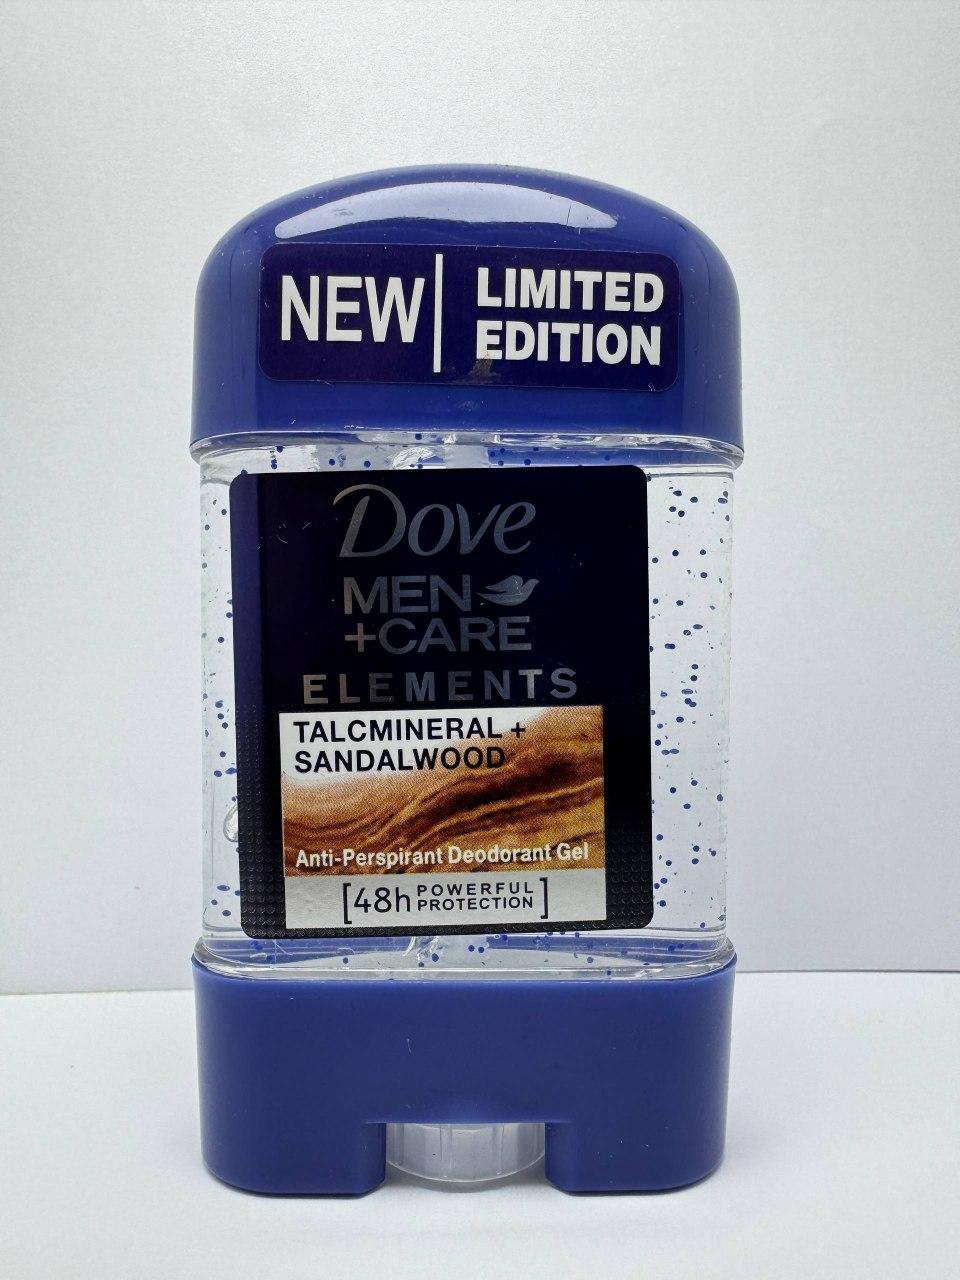 NEW
LIMITED
EDITION
Dove
MEN
+CARE
ELEMENTS
TALCMINERAL +
SANDALWOOD
Anti-Perspirant Deodorant Gel
[48h POWERFUL
PROTECTION]